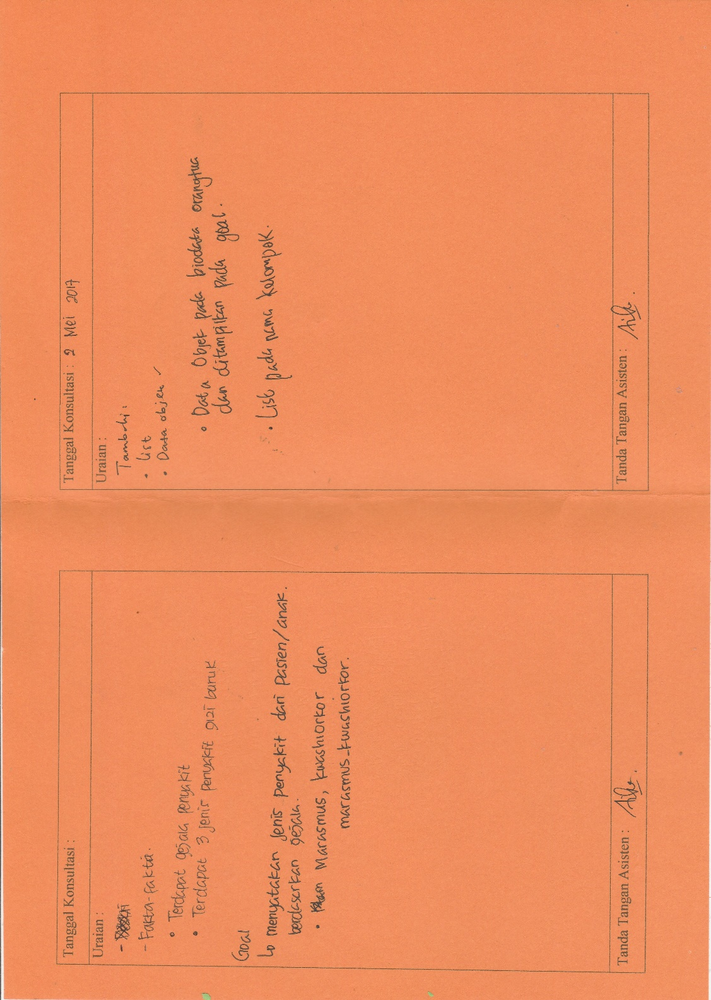 Tanggal Konsultasi :
Uraian :
-
- Fakta-fakta.
• Terdapat gejala penyakit
• Terdapat 3 jenis penyakit gizi buruk
Goal
↳ menyatakan jenis penyakit dari pasien/anak.
berdasarkan gejala.
• Marasmus, kwashiorkor dan
marasmus-kwashiorkor.
Tanda Tangan Asisten :
Tanggal Konsultasi : 2 Mei 2017
Uraian :
Tambah :
• List
• Data objek ✓
• Data Objek pada biodata orangtua
dan ditampilkan pada goal.
• List pada nama kelompok.
Tanda Tangan Asisten :